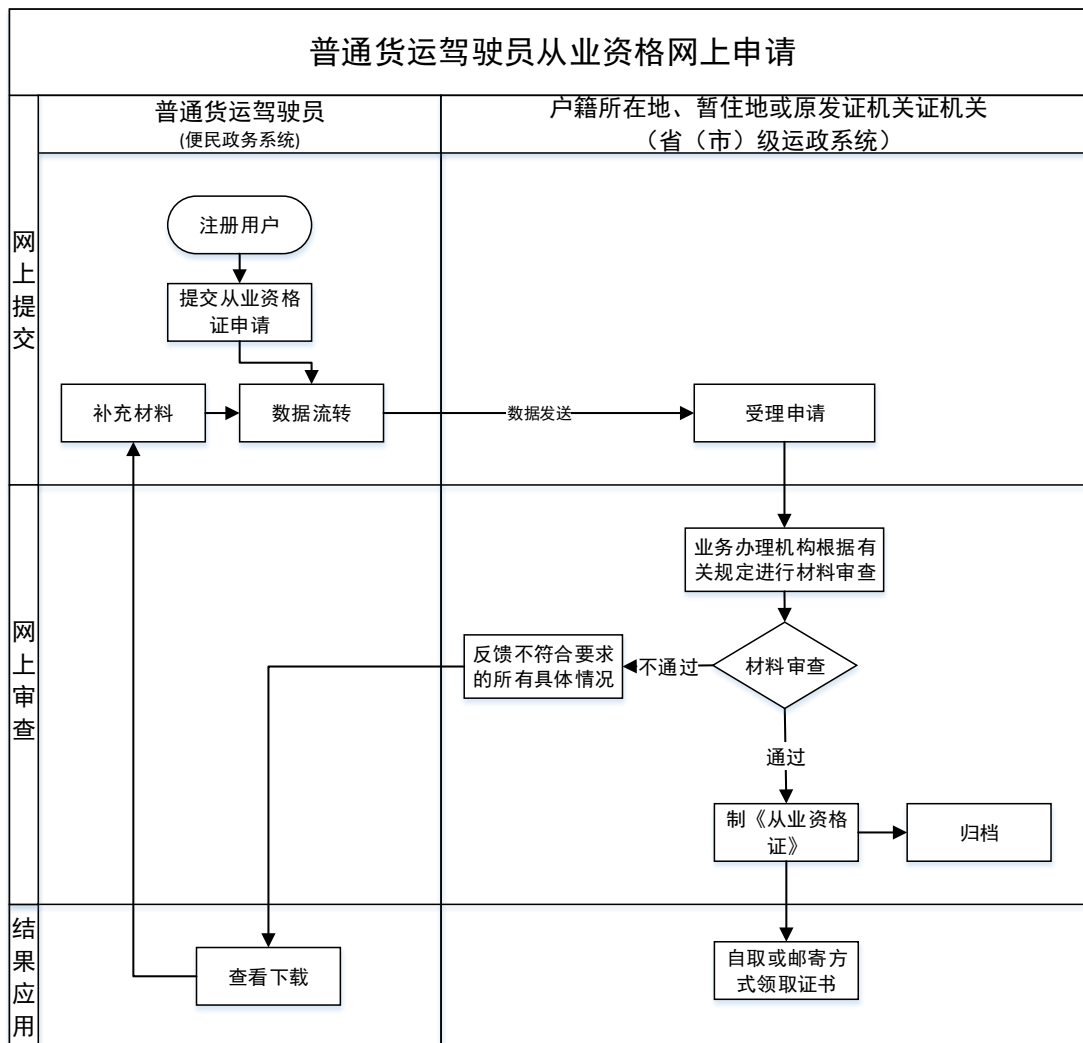 普通货运驾驶员从业资格网上申请
普通货运驾驶员
(便民政务系统)
户籍所在地、暂住地或原发证机关证机关
（省（市）级运政系统）
网
上
提
交
注册用户
提交从业资格
证申请
补充材料
数据流转
数据发送
受理申请
网
上
审
查
业务办理机构根据有
关规定进行材料审查
反馈不符合要求
的所有具体情况
不通过
材料审查
通过
制《从业资格
证》
归档
结
果
应
用
查看下载
自取或邮寄方
式领取证书